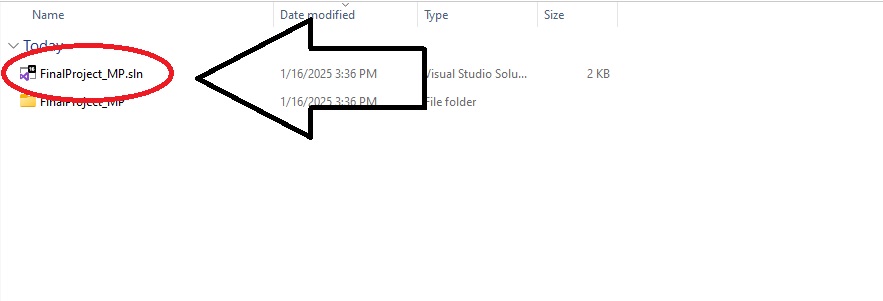 Name Date modified Type Size
Today
FinalProject_MP.sln 1/16/2025 3:36 PM Visual Studio Solu... 2 KB
FinalProject_MP 1/16/2025 3:36 PM File folder